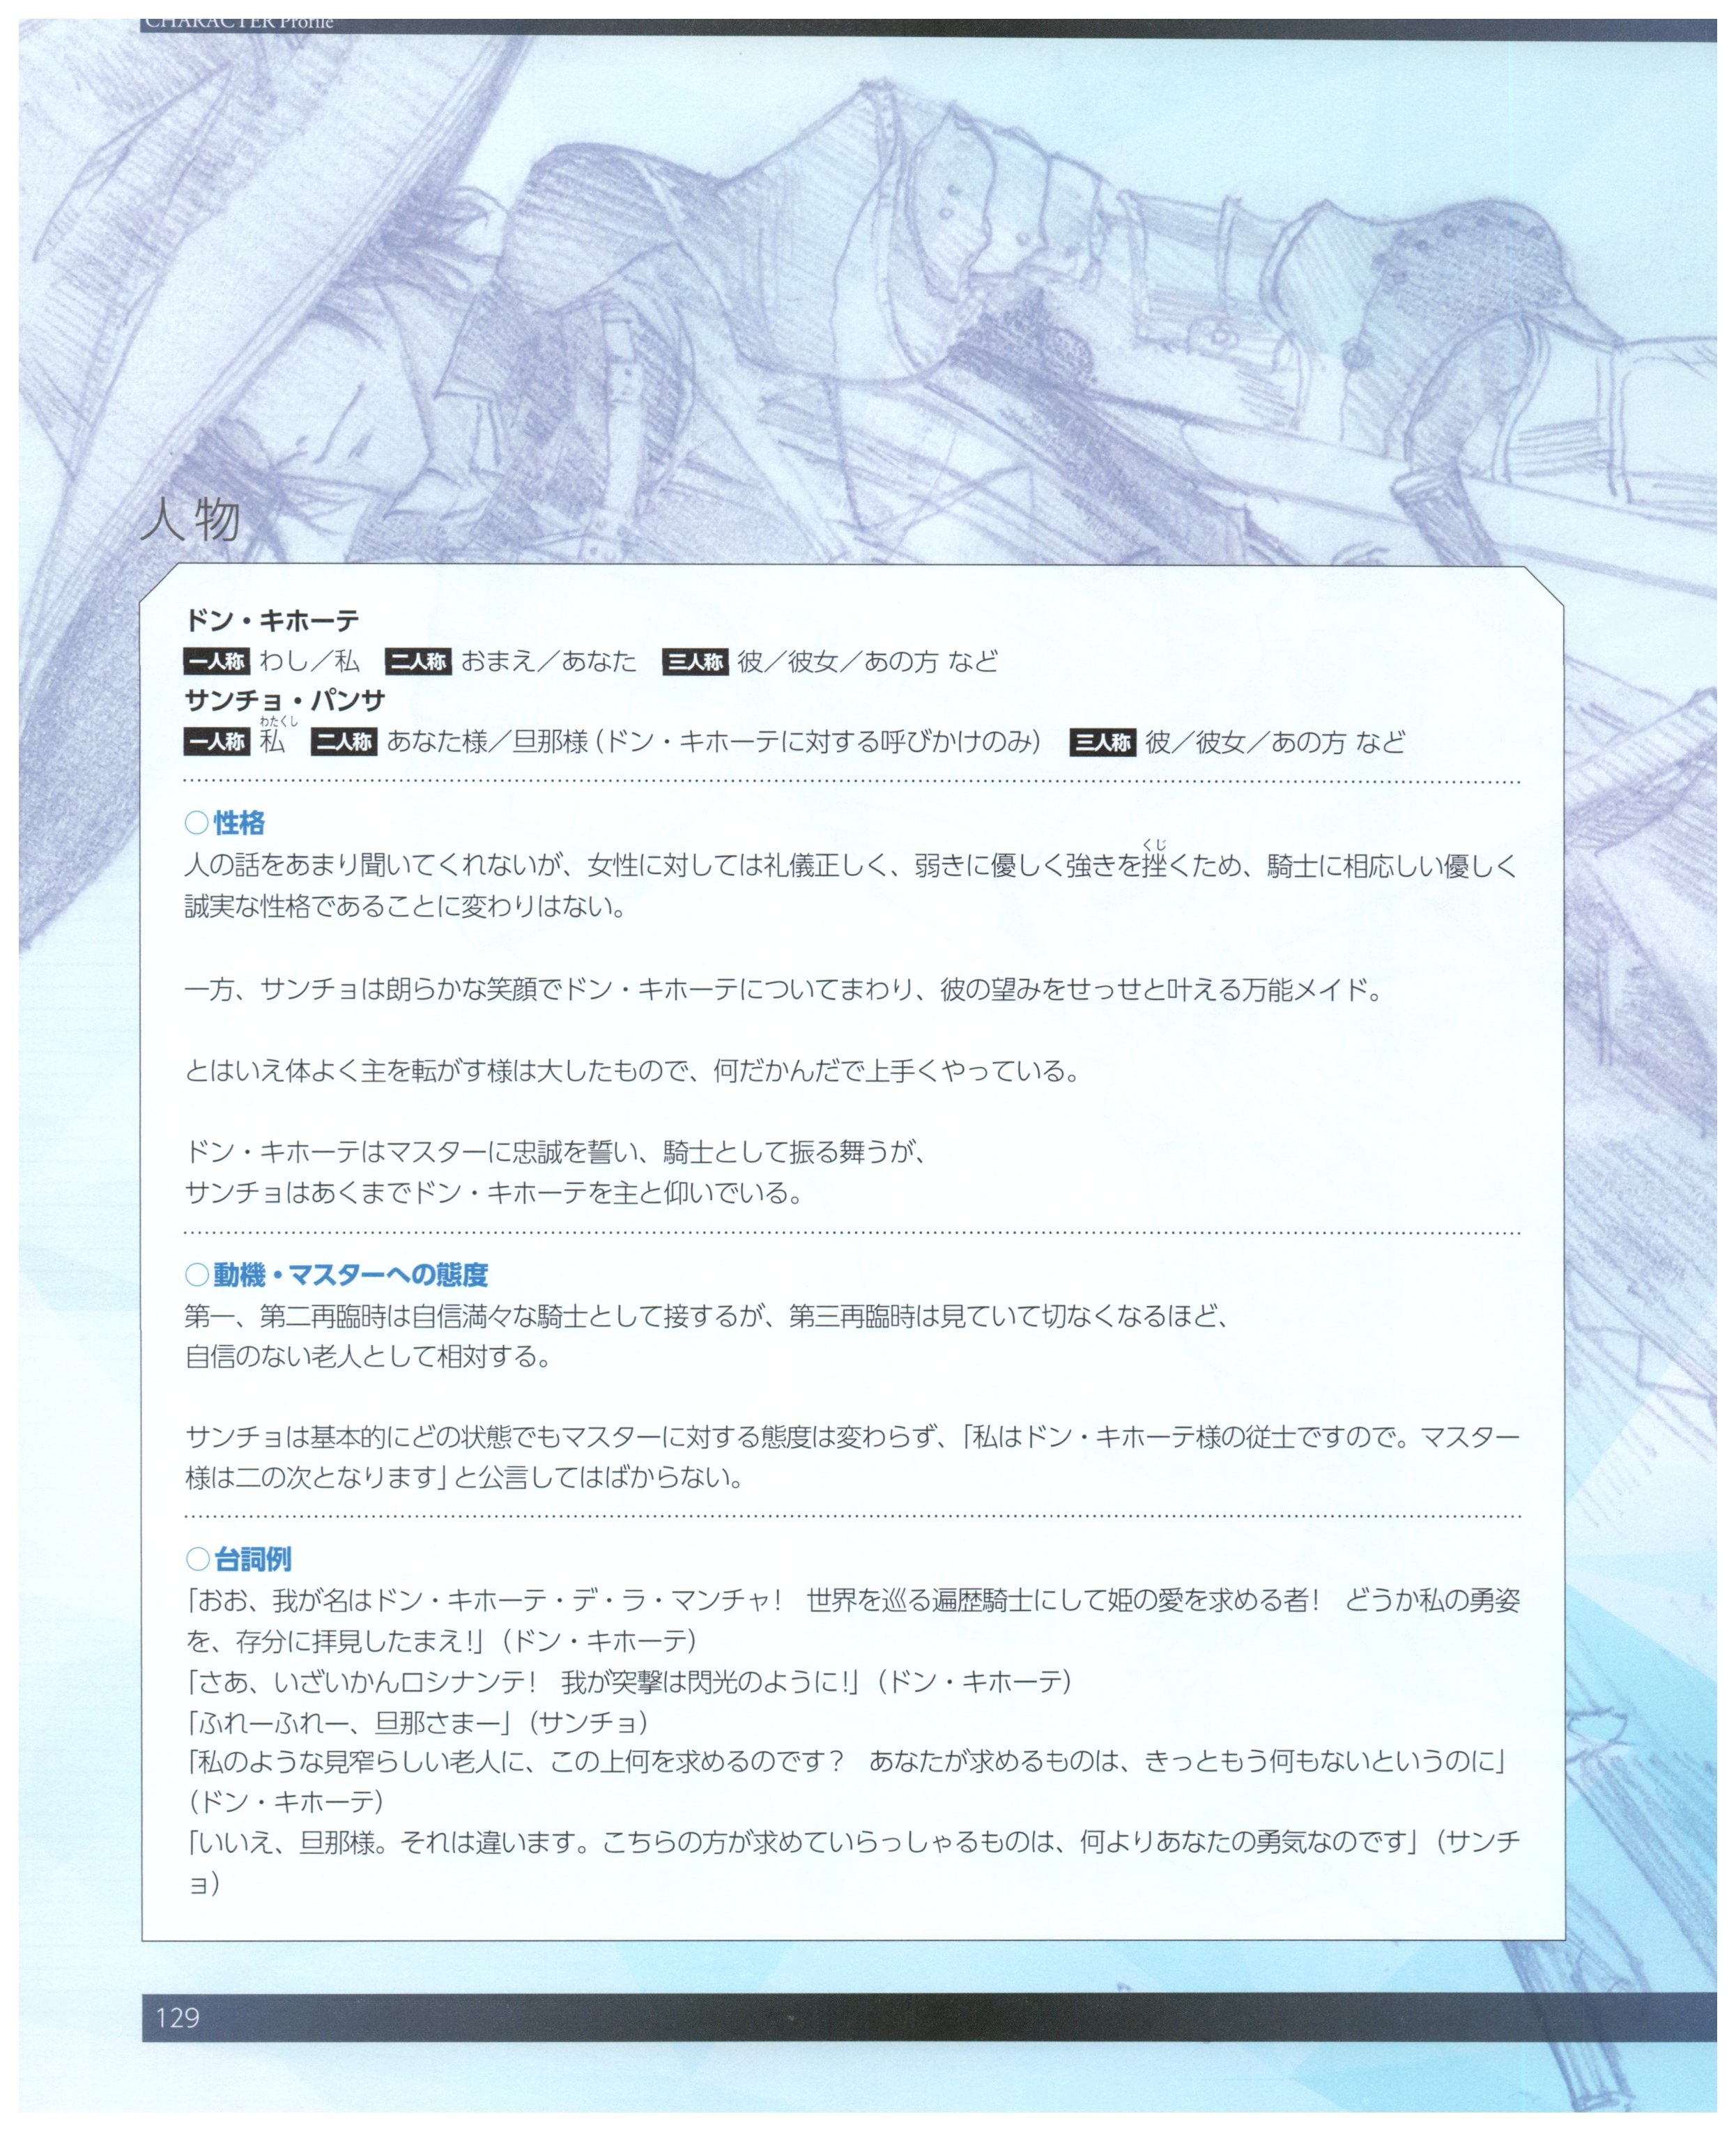 CHARACTER Profile
人物
ドン・キホーテ
一人称 わし／私 二人称 おまえ／あなた 三人称 彼／彼女／あの方 など
サンチョ・パンサ
わたくし
一人称 私 二人称 あなた様／旦那様（ドン・キホーテに対する呼びかけのみ） 三人称 彼／彼女／あの方 など
○性格
くじ
人の話をあまり聞いてくれないが、女性に対しては礼儀正しく、弱きに優しく強きを挫くため、騎士に相応しい優しく
誠実な性格であることに変わりはない。
一方、サンチョは朗らかな笑顔でドン・キホーテについてまわり、彼の望みをせっせと叶える万能メイド。
とはいえ体よく主を転がす様は大したもので、何だかんだで上手くやっている。
ドン・キホーテはマスターに忠誠を誓い、騎士として振る舞うが、
サンチョはあくまでドン・キホーテを主と仰いでいる。
○動機・マスターへの態度
第一、第二再臨時は自信満々な騎士として接するが、第三再臨時は見ていて切なくなるほど、
自信のない老人として相対する。
サンチョは基本的にどの状態でもマスターに対する態度は変わらず、「私はドン・キホーテ様の従士ですので。マスター
様は二の次となります」と公言してはばからない。
○台詞例
「おお、我が名はドン・キホーテ・デ・ラ・マンチャ！　世界を巡る遍歴騎士にして姫の愛を求める者！　どうか私の勇姿
を、存分に拝見したまえ！」（ドン・キホーテ）
「さあ、いざいかんロシナンテ！　我が突撃は閃光のように！」（ドン・キホーテ）
「ふれーふれー、旦那さまー」（サンチョ）
「私のような見窄らしい老人に、この上何を求めるのです？　あなたが求めるものは、きっともう何もないというのに」
（ドン・キホーテ）
「いいえ、旦那様。それは違います。こちらの方が求めていらっしゃるものは、何よりあなたの勇気なのです」（サンチ
ョ）
129